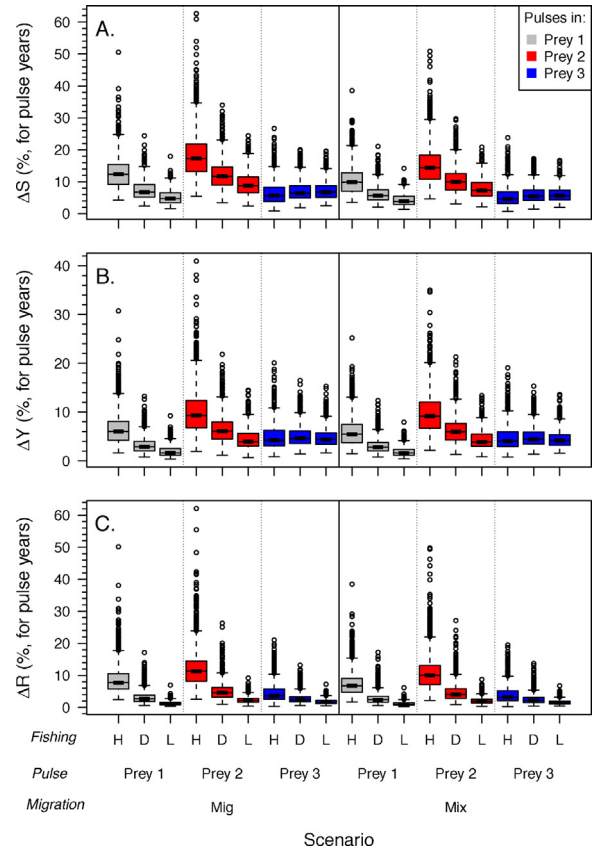 A.
Pulses in:
Prey 1
Prey 2
Prey 3
ΔS (%, for pulse years)
60
50
40
30
20
10
0
B.
ΔY (%, for pulse years)
40
30
20
10
0
C.
ΔR (%, for pulse years)
60
50
40
30
20
10
0
Fishing H D L H D L H D L H D L H D L H D L
Pulse Prey 1 Prey 2 Prey 3 Prey 1 Prey 2 Prey 3
Migration Mig Mix
Scenario